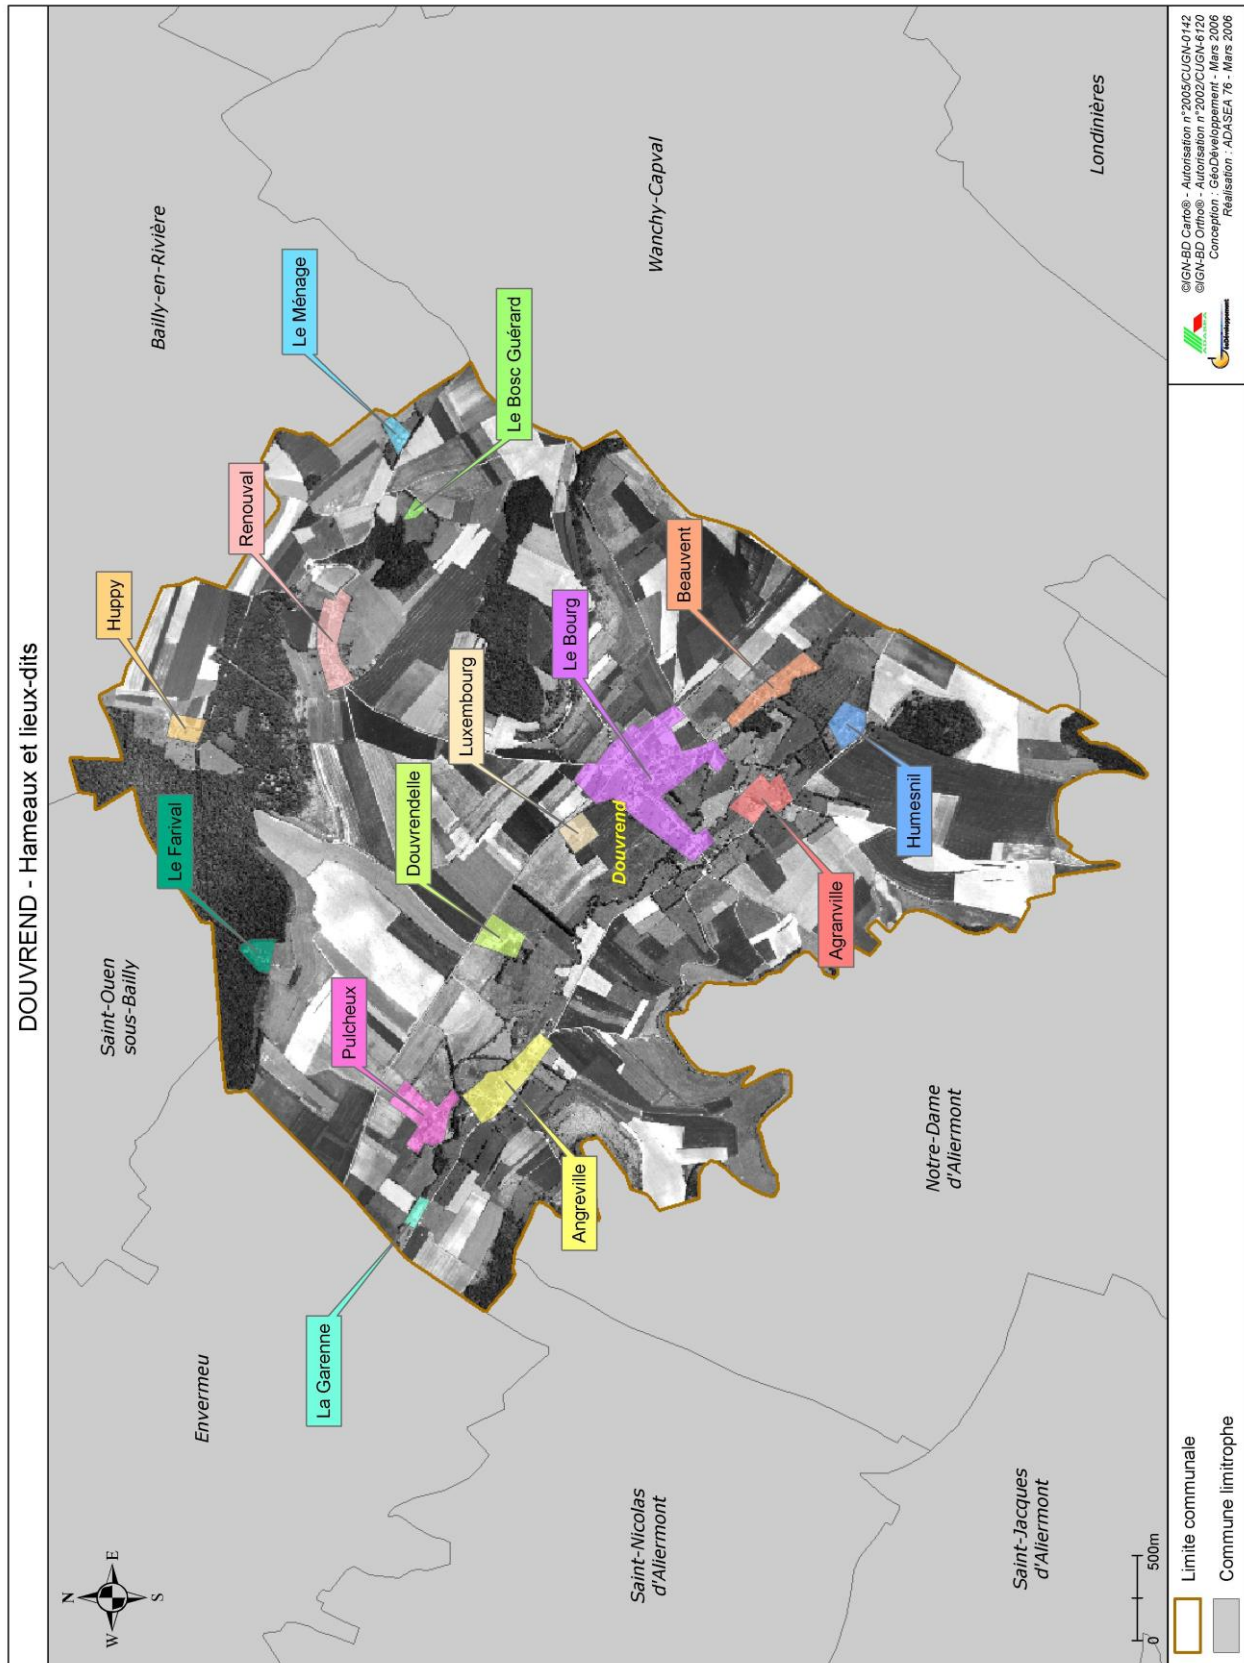 DOUVREND - Hameaux et lieux-dits
N
W
E
S
Envermeu
Saint-Ouen
sous-Bailly
Bailly-en-Rivière
Huppy
Le Farival
Renouval
Le Ménage
La Garenne
Pulcheux
Douvrendelle
Luxembourg
Le Bosc Guérard
Angreville
Douvrend
Le Bourg
Beauvent
Wanchy-Capval
Saint-Nicolas
d'Aliermont
Agranville
Humesnil
Notre-Dame
d'Aliermont
Saint-Jacques
d'Aliermont
Londinières
0
500m
Limite communale
Commune limitrophe
ADASEA
GéoDéveloppement
©IGN-BD Carto® - Autorisation n°2005/CUGN-0142
©IGN-BD Ortho® - Autorisation n°2002/CUGN-6120
Conception : GéoDéveloppement - Mars 2006
Réalisation : ADASEA 76 - Mars 2006